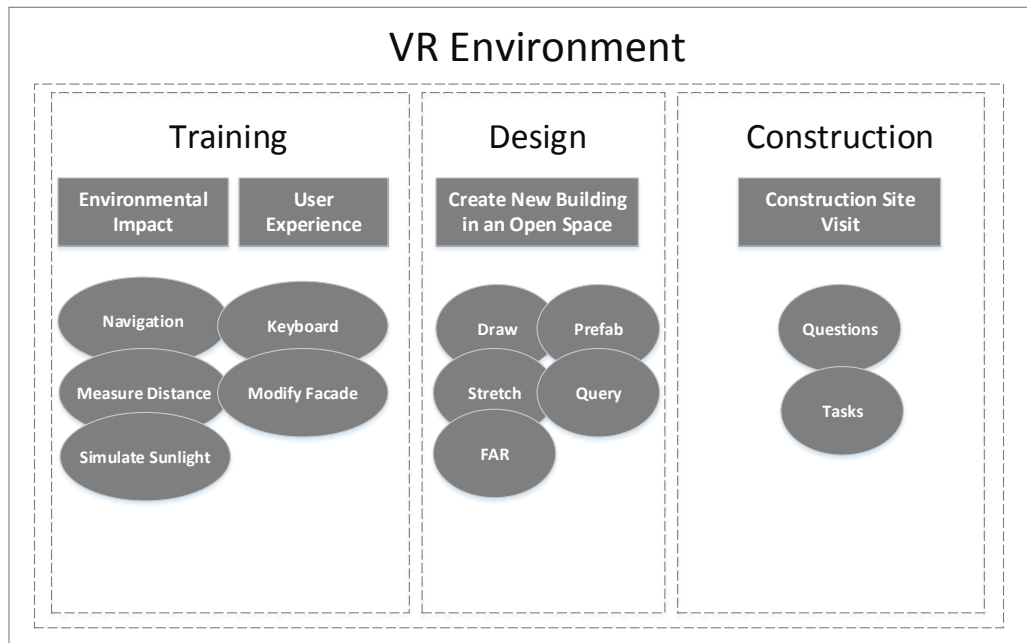 VR Environment
Training
Environmental
Impact
User
Experience
Navigation
Keyboard
Measure Distance
Modify Facade
Simulate Sunlight
Design
Create New Building
in an Open Space
Draw
Prefab
Stretch
Query
FAR
Construction
Construction Site
Visit
Questions
Tasks